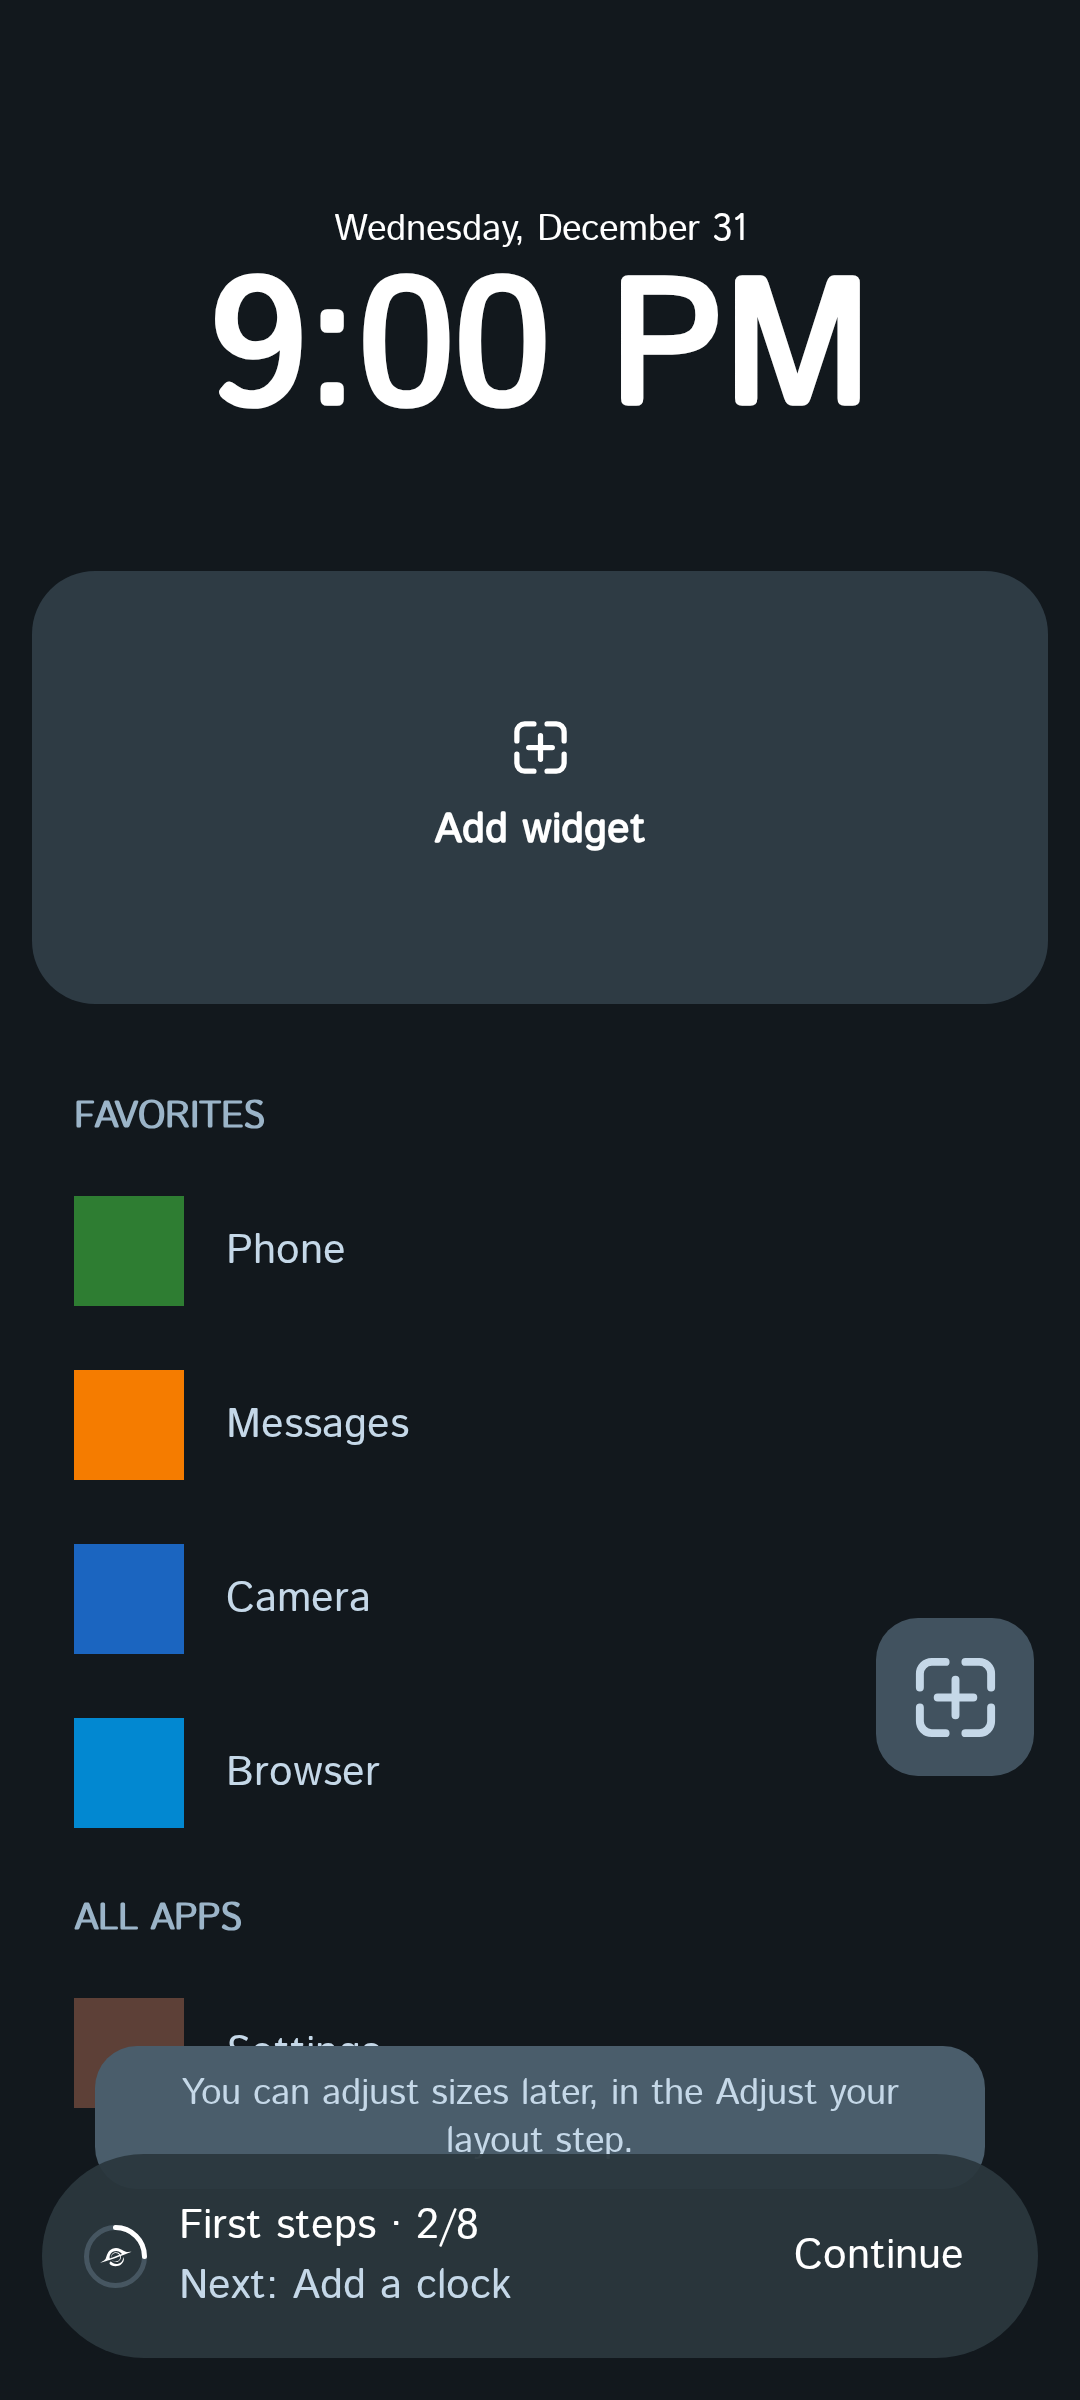 Wednesday, December 31
9:00 PM
Add widget
FAVORITES
Phone
Messages
Camera
Browser
ALL APPS
Settings
You can adjust sizes later, in the Adjust your
layout step.
First steps · 2/8
Next: Add a clock
Continue